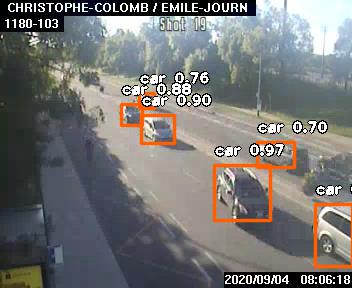 CHRISTOPHE-COLOMB / EMILE-JOURN
Shot 19
1180-103
car 0.76
car 0.88
car 0.90
car 0.70
car 0.97
car
2020/09/04 08:06:18